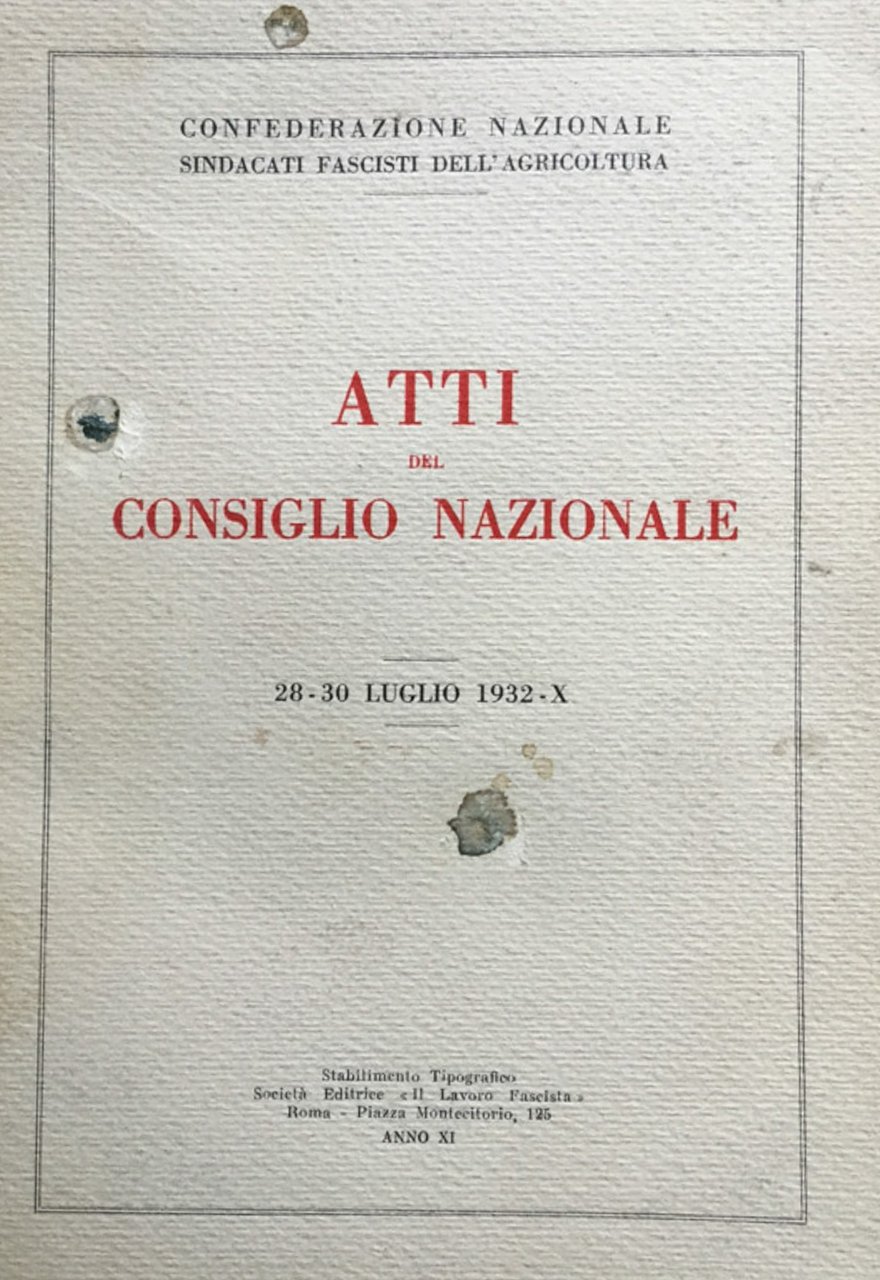 CONFEDERAZIONE NAZIONALE
SINDACATI FASCISTI DELL'AGRICOLTURA
ATTI
DEL
CONSIGLIO NAZIONALE
28-30 LUGLIO 1932-X
Stabilimento Tipografico
Società Editrice «Il Lavoro Fascista»
Roma - Piazza Montecitorio, 125
ANNO XI